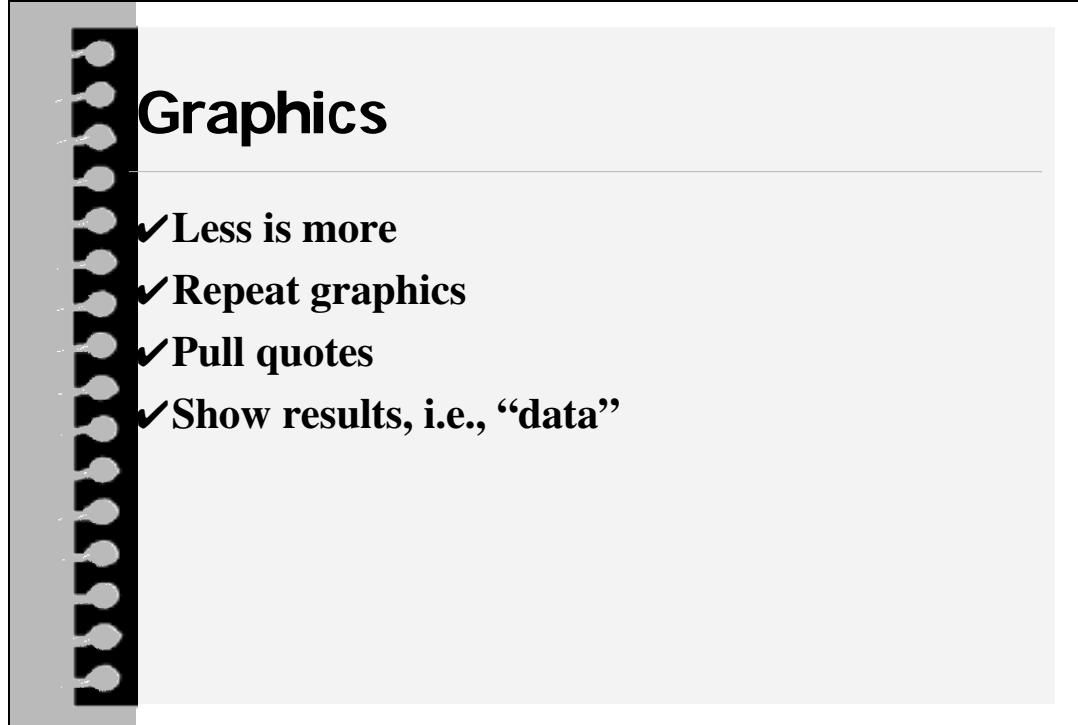 Graphics
✔Less is more
✔Repeat graphics
✔Pull quotes
✔Show results, i.e., “data”